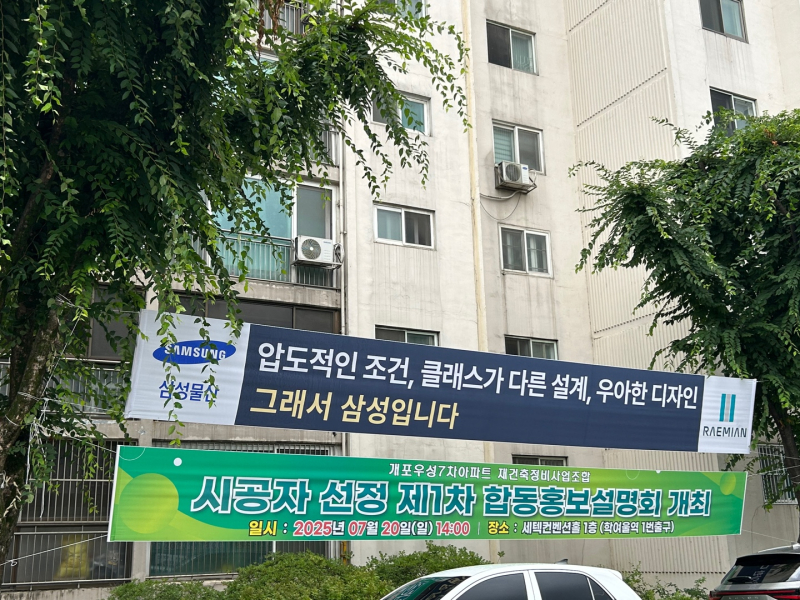 SAMSUNG
삼성물산
압도적인 조건, 클래스가 다른 설계, 우아한 디자인
그래서 삼성입니다
RAEMIAN
개포우성7차아파트 재건축정비사업조합
시공자 선정 제1차 합동홍보설명회 개최
일시 : 2025년 07월 20일(일) 14:00 | 장소 : 세텍컨벤션홀 1층 (학여울역 1번출구)